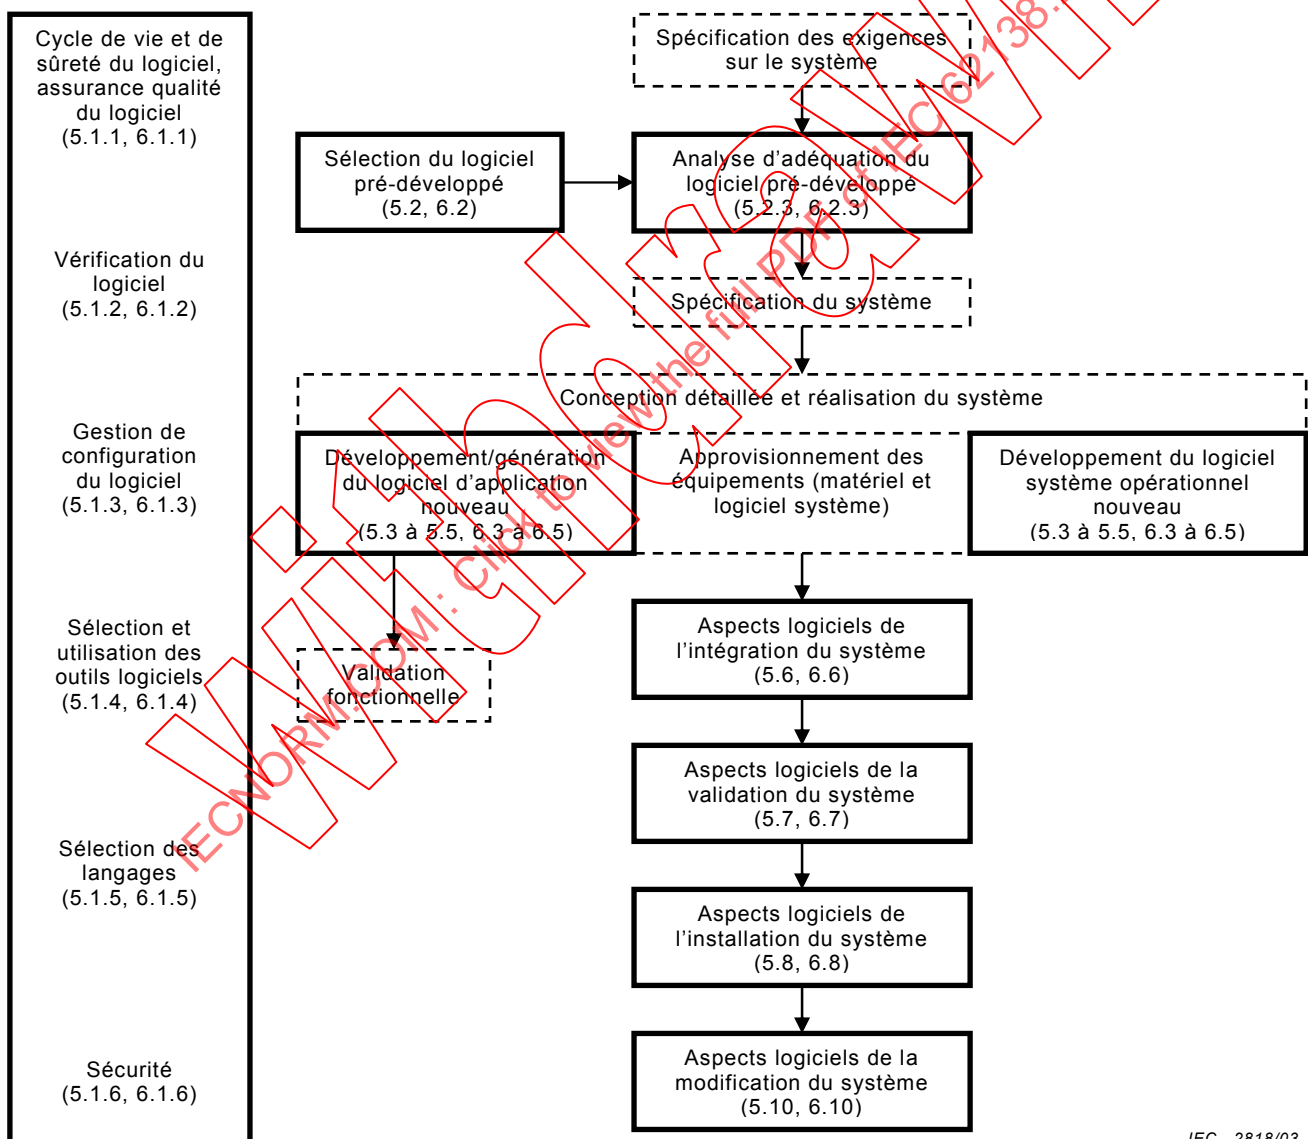 Cycle de vie et de
sûreté du logiciel,
assurance qualité
du logiciel
(5.1.1, 6.1.1)
Vérification du
logiciel
(5.1.2, 6.1.2)
Gestion de
configuration
du logiciel
(5.1.3, 6.1.3)
Sélection et
utilisation des
outils logiciels
(5.1.4, 6.1.4)
Sélection des
langages
(5.1.5, 6.1.5)
Sécurité
(5.1.6, 6.1.6)
Spécification des exigences
sur le système
Sélection du logiciel
pré-développé
(5.2, 6.2)
Analyse d’adéquation du
logiciel pré-développé
(5.2.3, 6.2.3)
Spécification du système
Conception détaillée et réalisation du système
Développement/génération
du logiciel d’application
nouveau
(5.3 à 5.5, 6.3 à 6.5)
Approvisionnement des
équipements (matériel et
logiciel système)
Développement du logiciel
système opérationnel
nouveau
(5.3 à 5.5, 6.3 à 6.5)
Validation
fonctionnelle
Aspects logiciels de
l’intégration du système
(5.6, 6.6)
Aspects logiciels de la
validation du système
(5.7, 6.7)
Aspects logiciels de
l’installation du système
(5.8, 6.8)
Aspects logiciels de la
modification du système
(5.10, 6.10)
IEC 2818/03
Withdrawn
IECNORM.COM : Click to view the full PDF of IEC 62138: